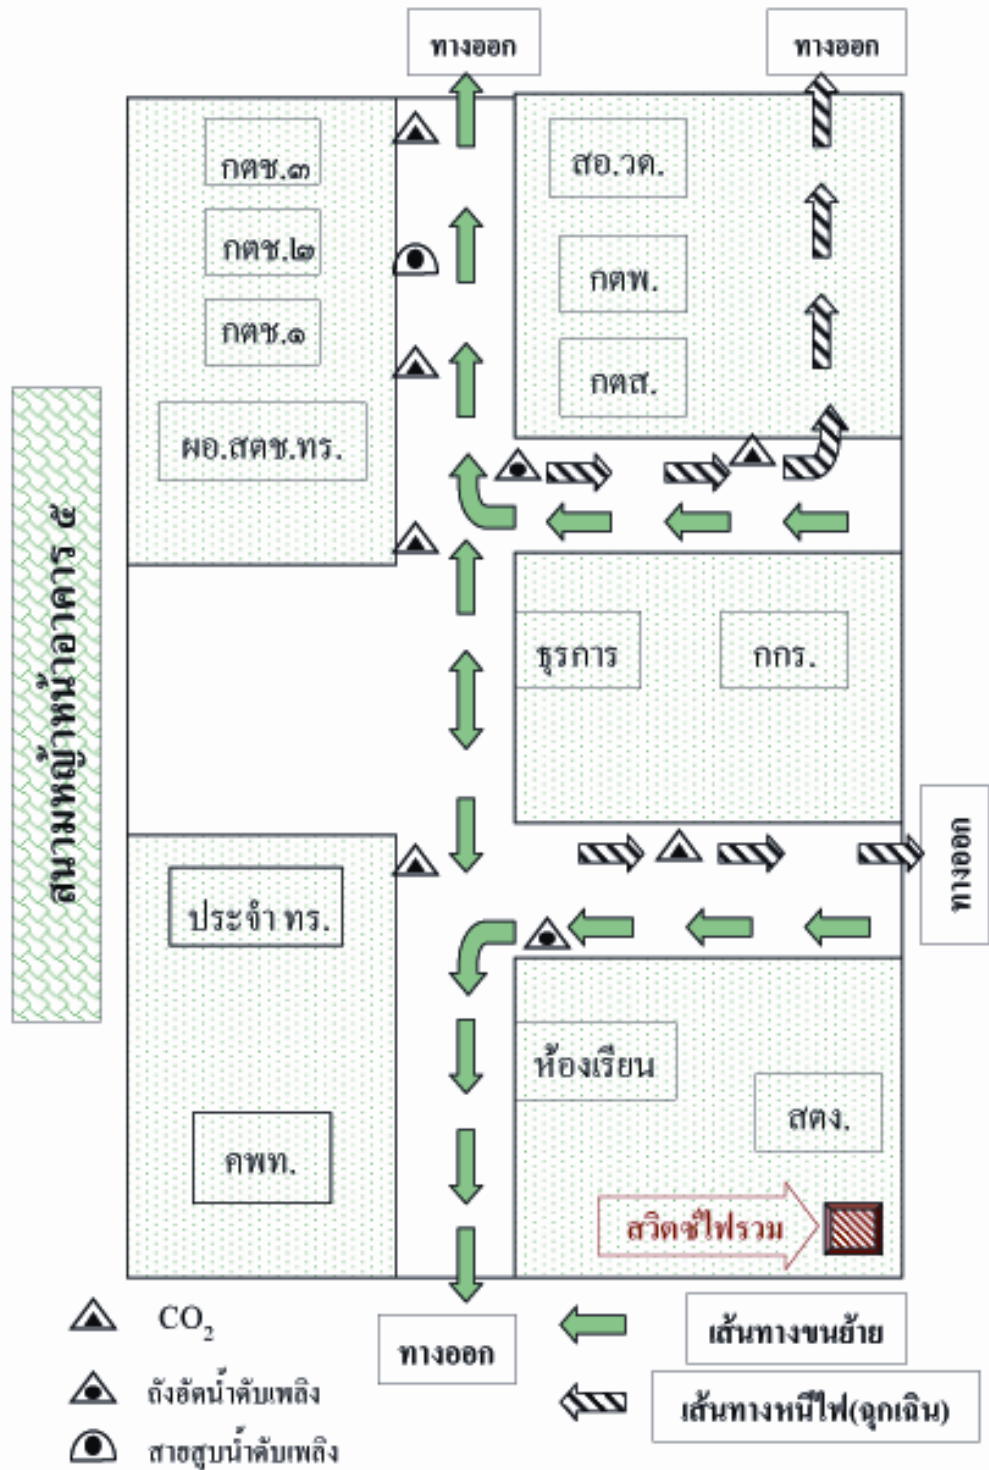 ทางออก
ทางออก
กตช.๓
สอ.วด.
กตช.๒
กตพ.
กตช.๑
กตส.
ผอ.สตช.ทร.
สนามหญ้าหน้าอาคาร ๕
ธุรการ
กกร.
ทางออก
ประจำ ทร.
ห้องเรียน
สตง.
คพท.
สวิตช์ไฟรวม
ทางออก
CO₂
ถังอัดน้ำดับเพลิง
สายสูบน้ำดับเพลิง
เส้นทางขนย้าย
เส้นทางหนีไฟ(ฉุกเฉิน)